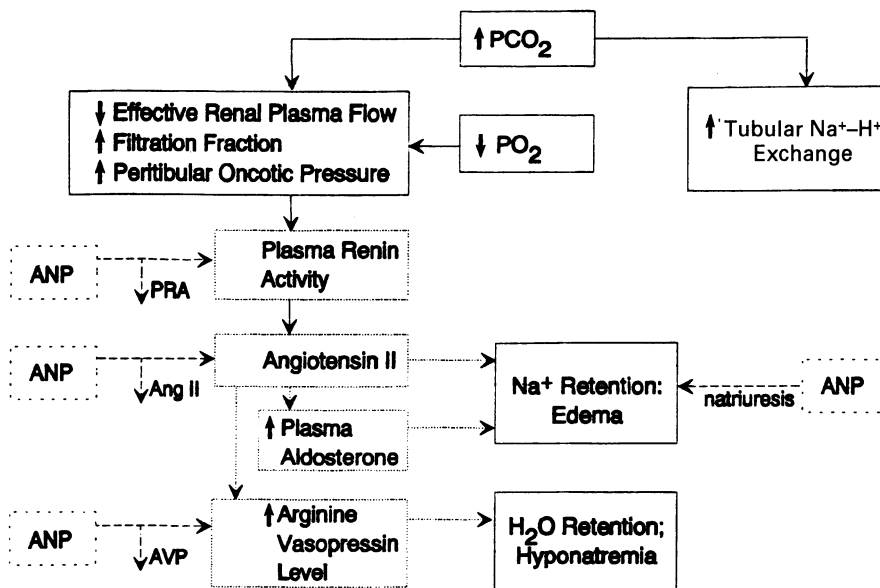 ↑ PCO₂
↓ Effective Renal Plasma Flow
↑ Filtration Fraction
↑ Peritibular Oncotic Pressure
↓ PO₂
↑ Tubular Na⁺–H⁺
Exchange
ANP
PRA
Plasma Renin
Activity
ANP
Ang II
Angiotensin II
Na⁺ Retention:
Edema
natriuresis
ANP
↑ Plasma
Aldosterone
ANP
AVP
↑ Arginine
Vasopressin
Level
H₂O Retention;
Hyponatremia